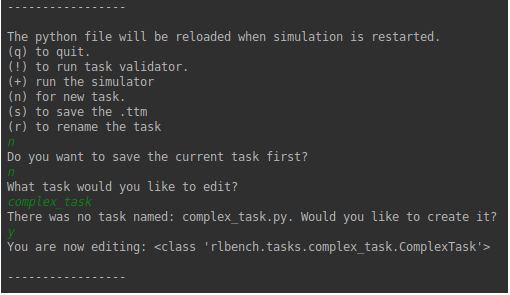 -----------------
The python file will be reloaded when simulation is restarted.
(q) to quit.
(!) to run task validator.
(+) run the simulator
(n) for new task.
(s) to save the .ttm
(r) to rename the task
n
Do you want to save the current task first?
n
What task would you like to edit?
complex_task
There was no task named: complex_task.py. Would you like to create it?
y
You are now editing: <class 'rlbench.tasks.complex_task.ComplexTask'>
-----------------